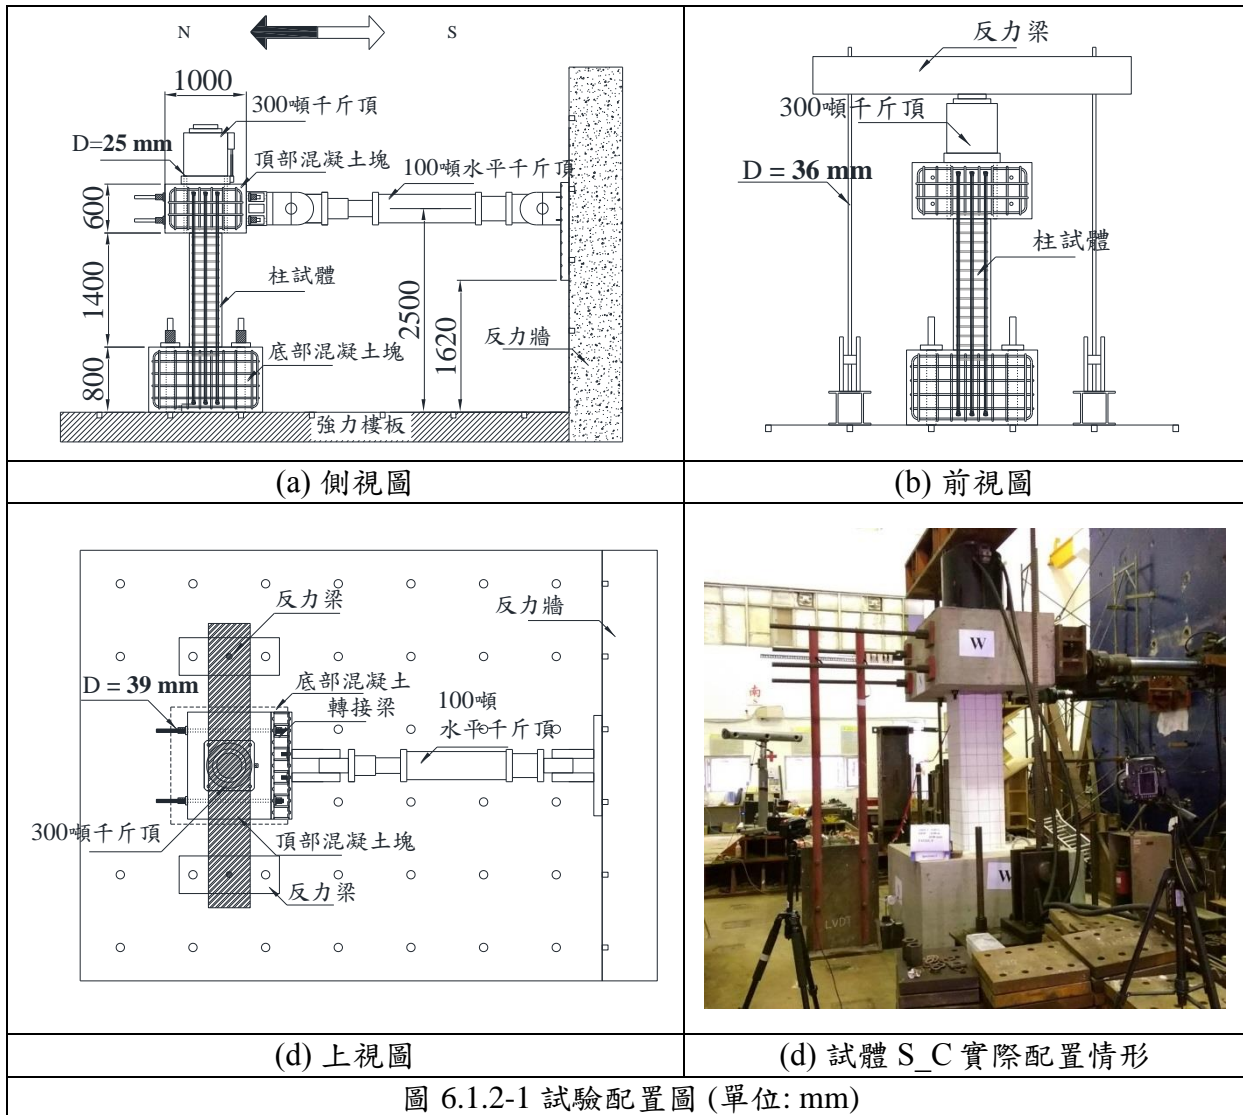 N
S
1000
300噸千斤頂
D=25 mm
頂部混凝土塊
100噸水平千斤頂
600
1400
800
柱試體
2500
1620
反力牆
底部混凝土塊
強力樓板
(a) 側視圖
反力梁
300噸千斤頂
D = 36 mm
柱試體
(b) 前視圖
反力梁
反力牆
D = 39 mm
底部混凝土
轉接梁
100噸
水平千斤頂
300噸千斤頂
頂部混凝土塊
反力梁
(d) 上視圖
W
南
W
LVDT
(d) 試體 S_C 實際配置情形
圖 6.1.2-1 試驗配置圖 (單位: mm)